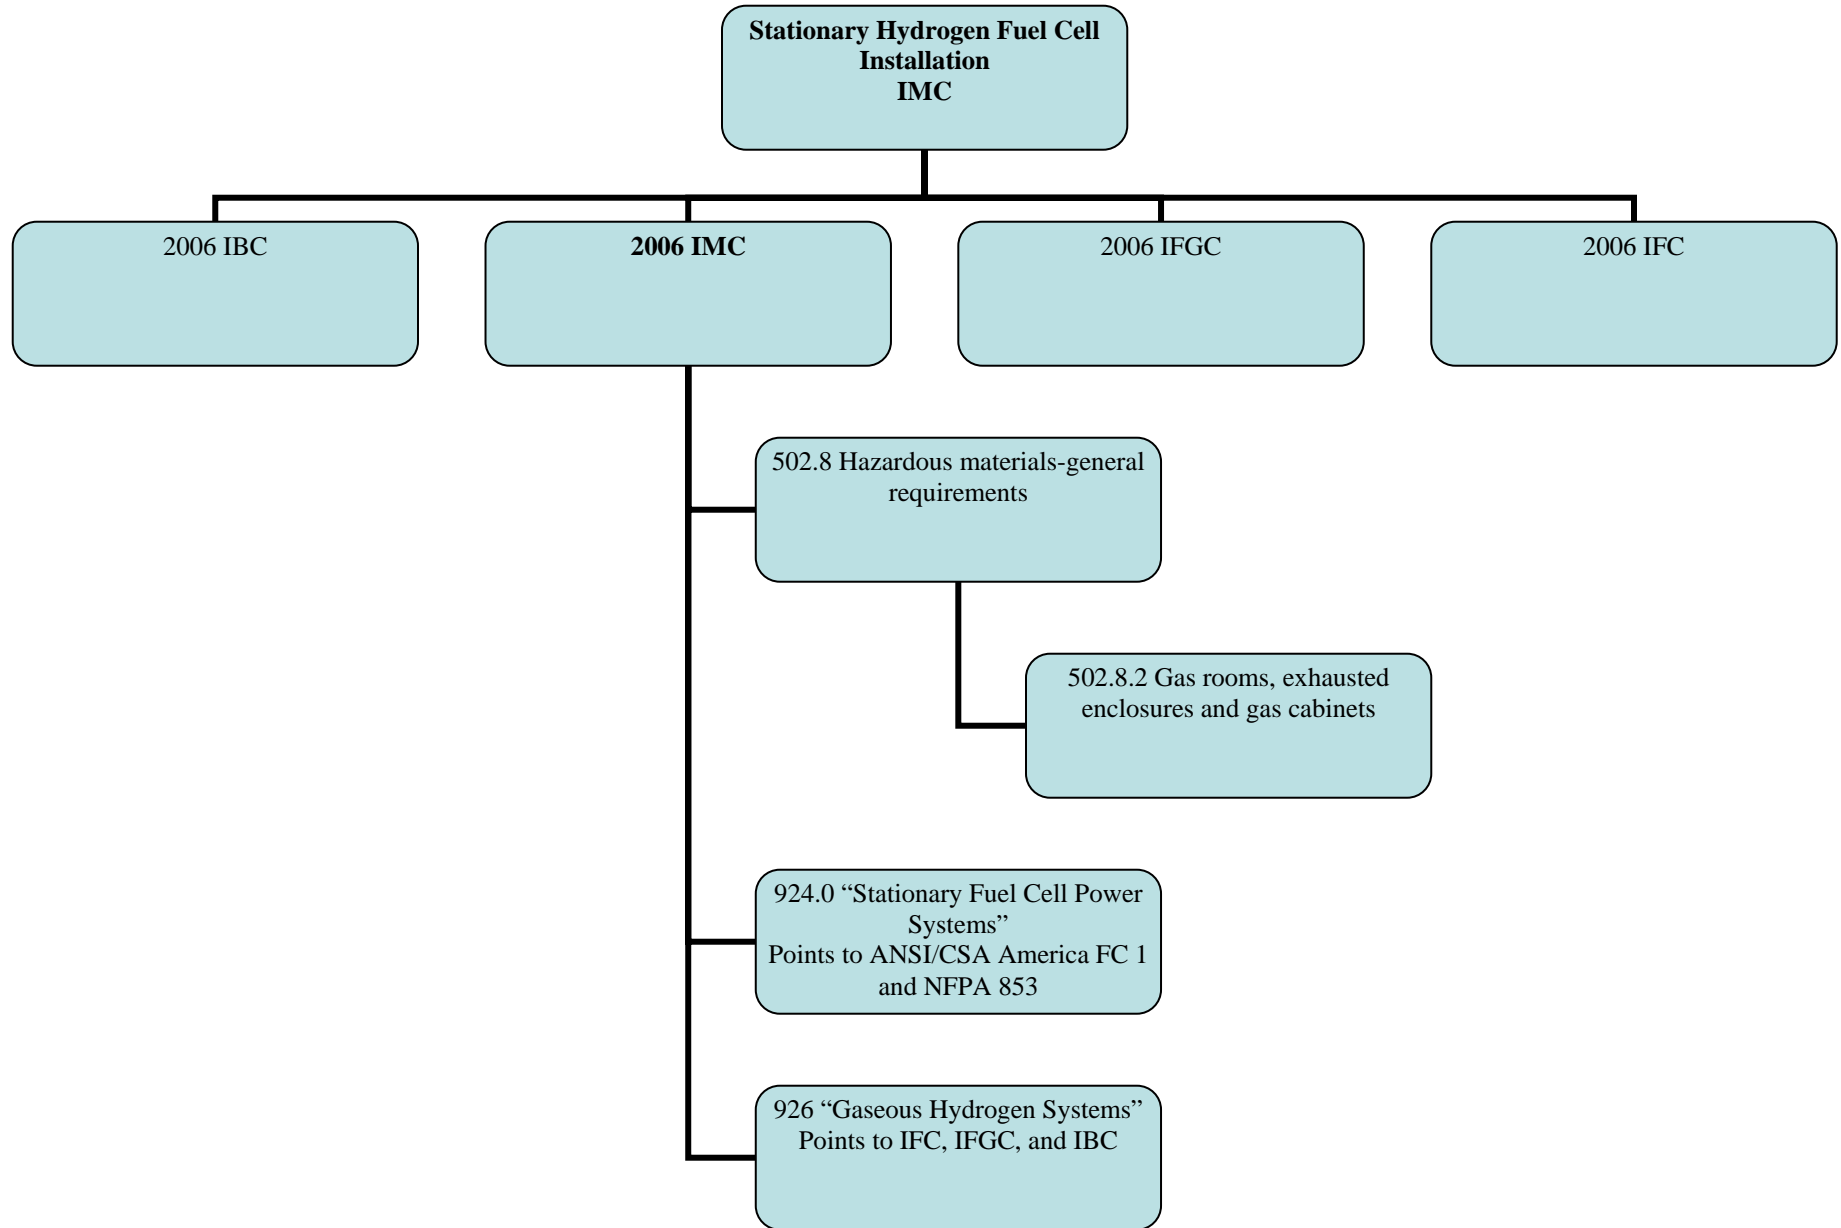 Stationary Hydrogen Fuel Cell
Installation
IMC
2006 IBC
2006 IMC
2006 IFGC
2006 IFC
502.8 Hazardous materials-general
requirements
502.8.2 Gas rooms, exhausted
enclosures and gas cabinets
924.0 “Stationary Fuel Cell Power
Systems”
Points to ANSI/CSA America FC 1
and NFPA 853
926 “Gaseous Hydrogen Systems”
Points to IFC, IFGC, and IBC